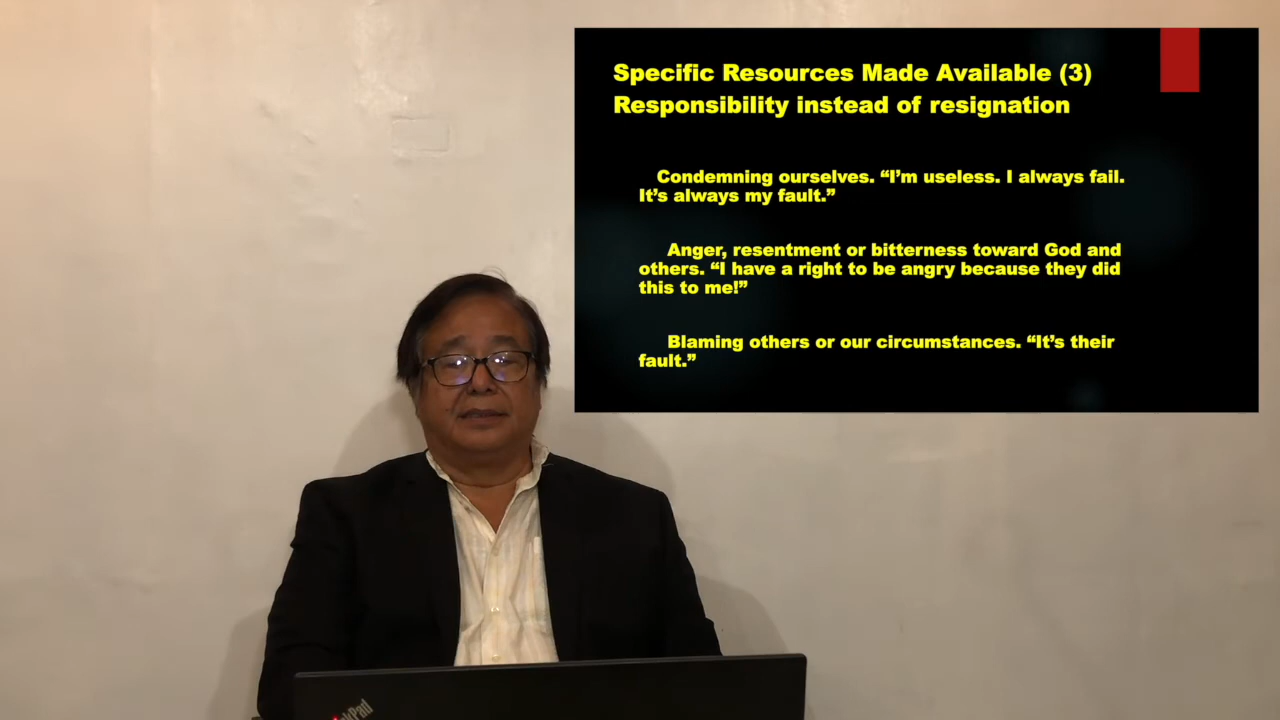 Specific Resources Made Available (3)
Responsibility instead of resignation
Condemning ourselves. “I’m useless. I always fail.
It’s always my fault.”
Anger, resentment or bitterness toward God and
others. “I have a right to be angry because they did
this to me!”
Blaming others or our circumstances. “It’s their
fault.”